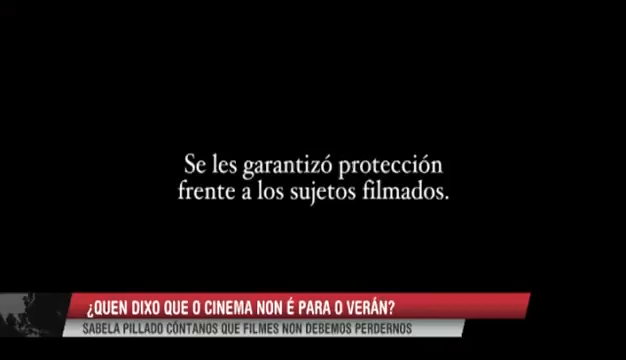 Se les garantizó protección
frente a los sujetos filmados.
¿QUEN DIXO QUE O CINEMA NON É PARA O VERÁN?
SABELA PILLADO CÓNTANOS QUE FILMES NON DEBEMOS PERDERNOS